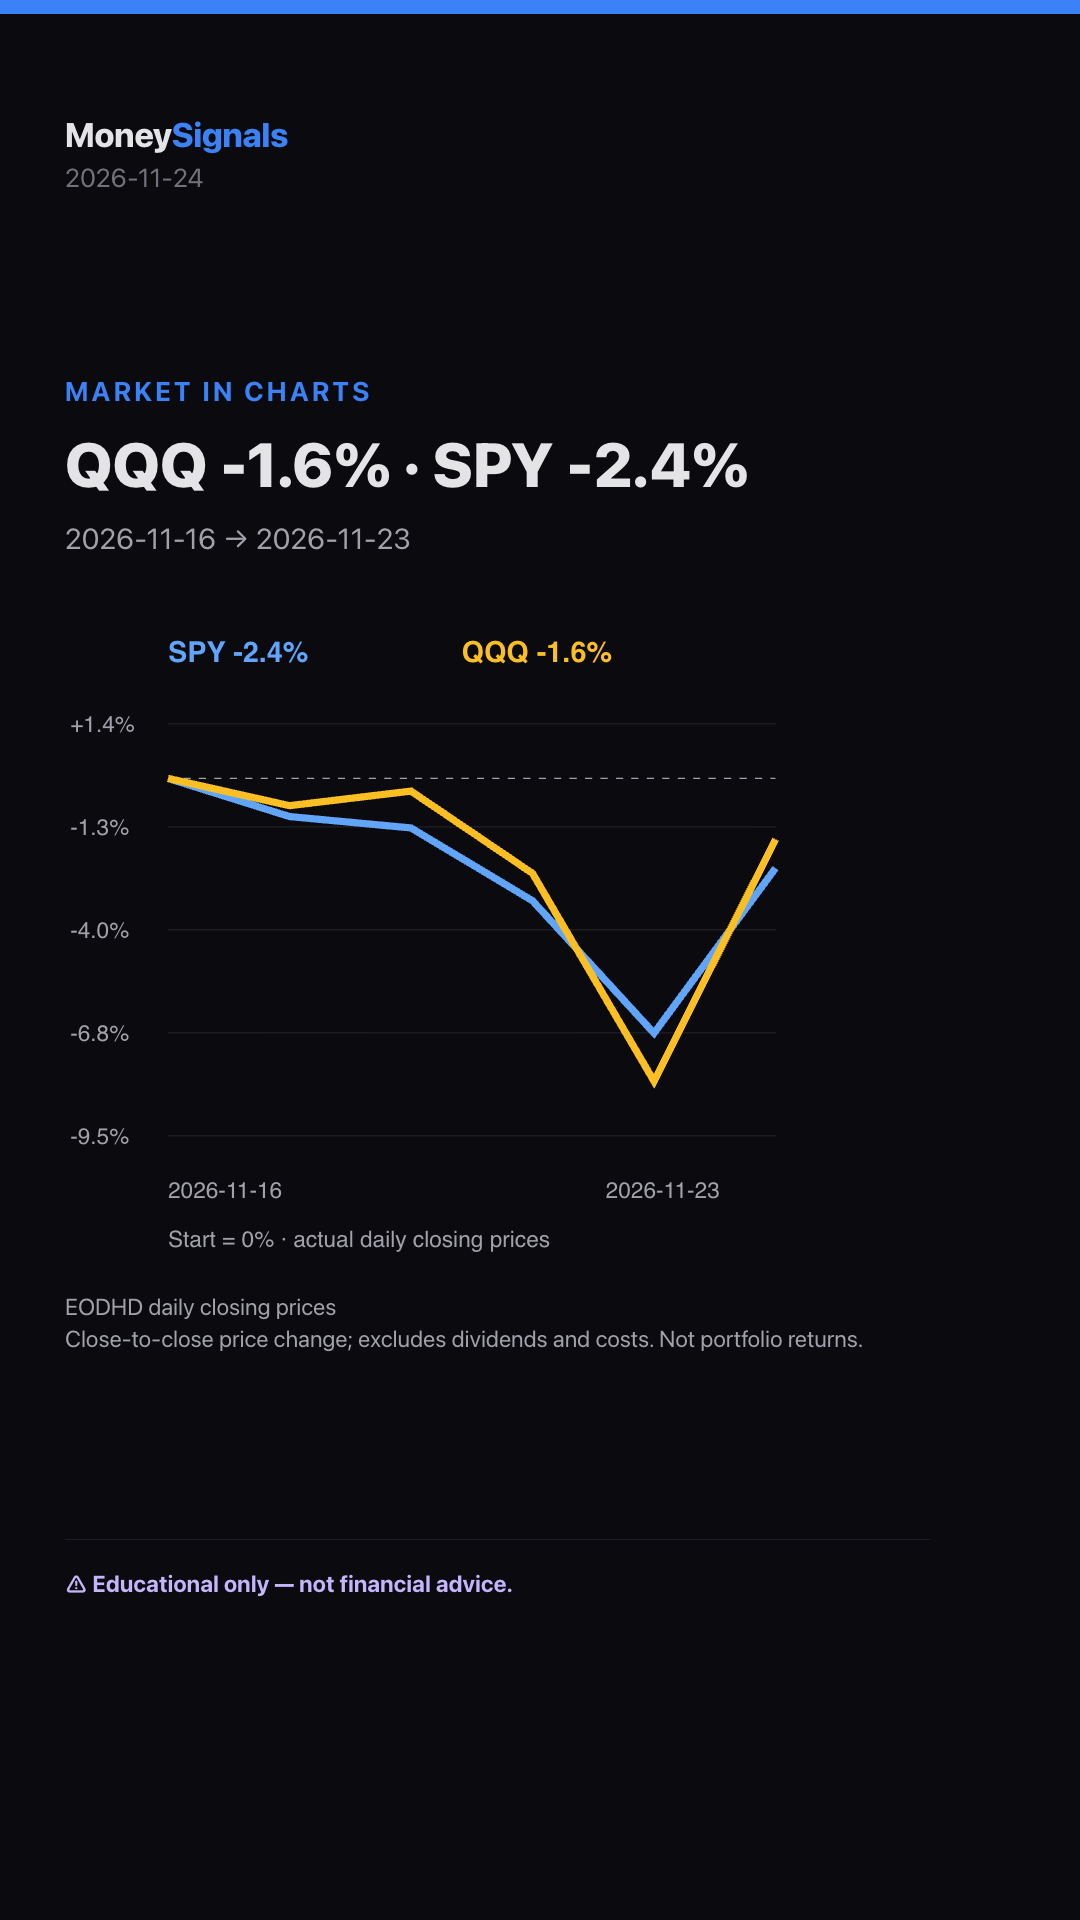 MoneySignals
2026-11-24
MARKET IN CHARTS
QQQ -1.6% · SPY -2.4%
2026-11-16 → 2026-11-23
SPY -2.4% QQQ -1.6%
+1.4%
-1.3%
-4.0%
-6.8%
-9.5%
2026-11-16 2026-11-23
Start = 0% · actual daily closing prices
EODHD daily closing prices
Close-to-close price change; excludes dividends and costs. Not portfolio returns.
⚠ Educational only — not financial advice.